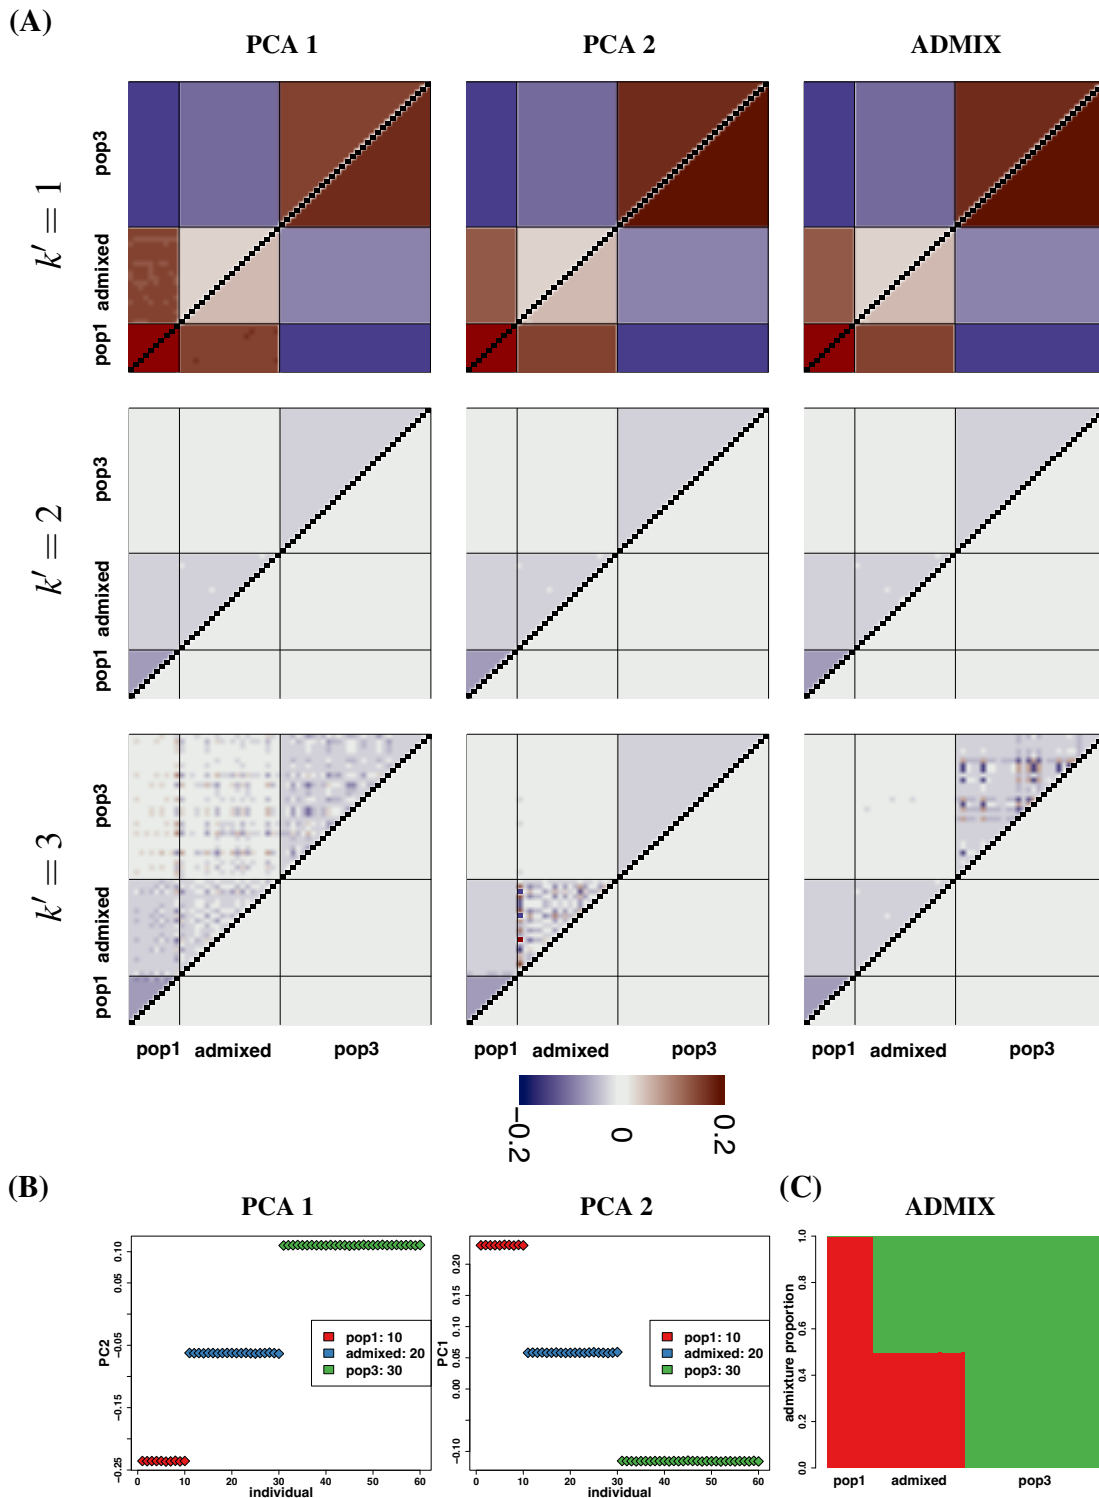 (A)
PCA 1 PCA 2 ADMIX
k′ = 1
pop3
admixed
pop1
k′ = 2
pop3
admixed
pop1
k′ = 3
pop3
admixed
pop1
pop1 admixed pop3 pop1 admixed pop3 pop1 admixed pop3
−0.2 0 0.2
(B) (C)
PCA 1 PCA 2 ADMIX
PC2
0.10
0.05
−0.05
−0.15
−0.25
pop1: 10
admixed: 20
pop3: 30
0 10 20 30 40 50 60
individual
PC1
0.20
0.15
0.10
0.05
0.00
−0.10
pop1: 10
admixed: 20
pop3: 30
0 10 20 30 40 50 60
individual
admixture proportion
1.0
0.8
0.6
0.4
0.2
0.0
pop1 admixed pop3